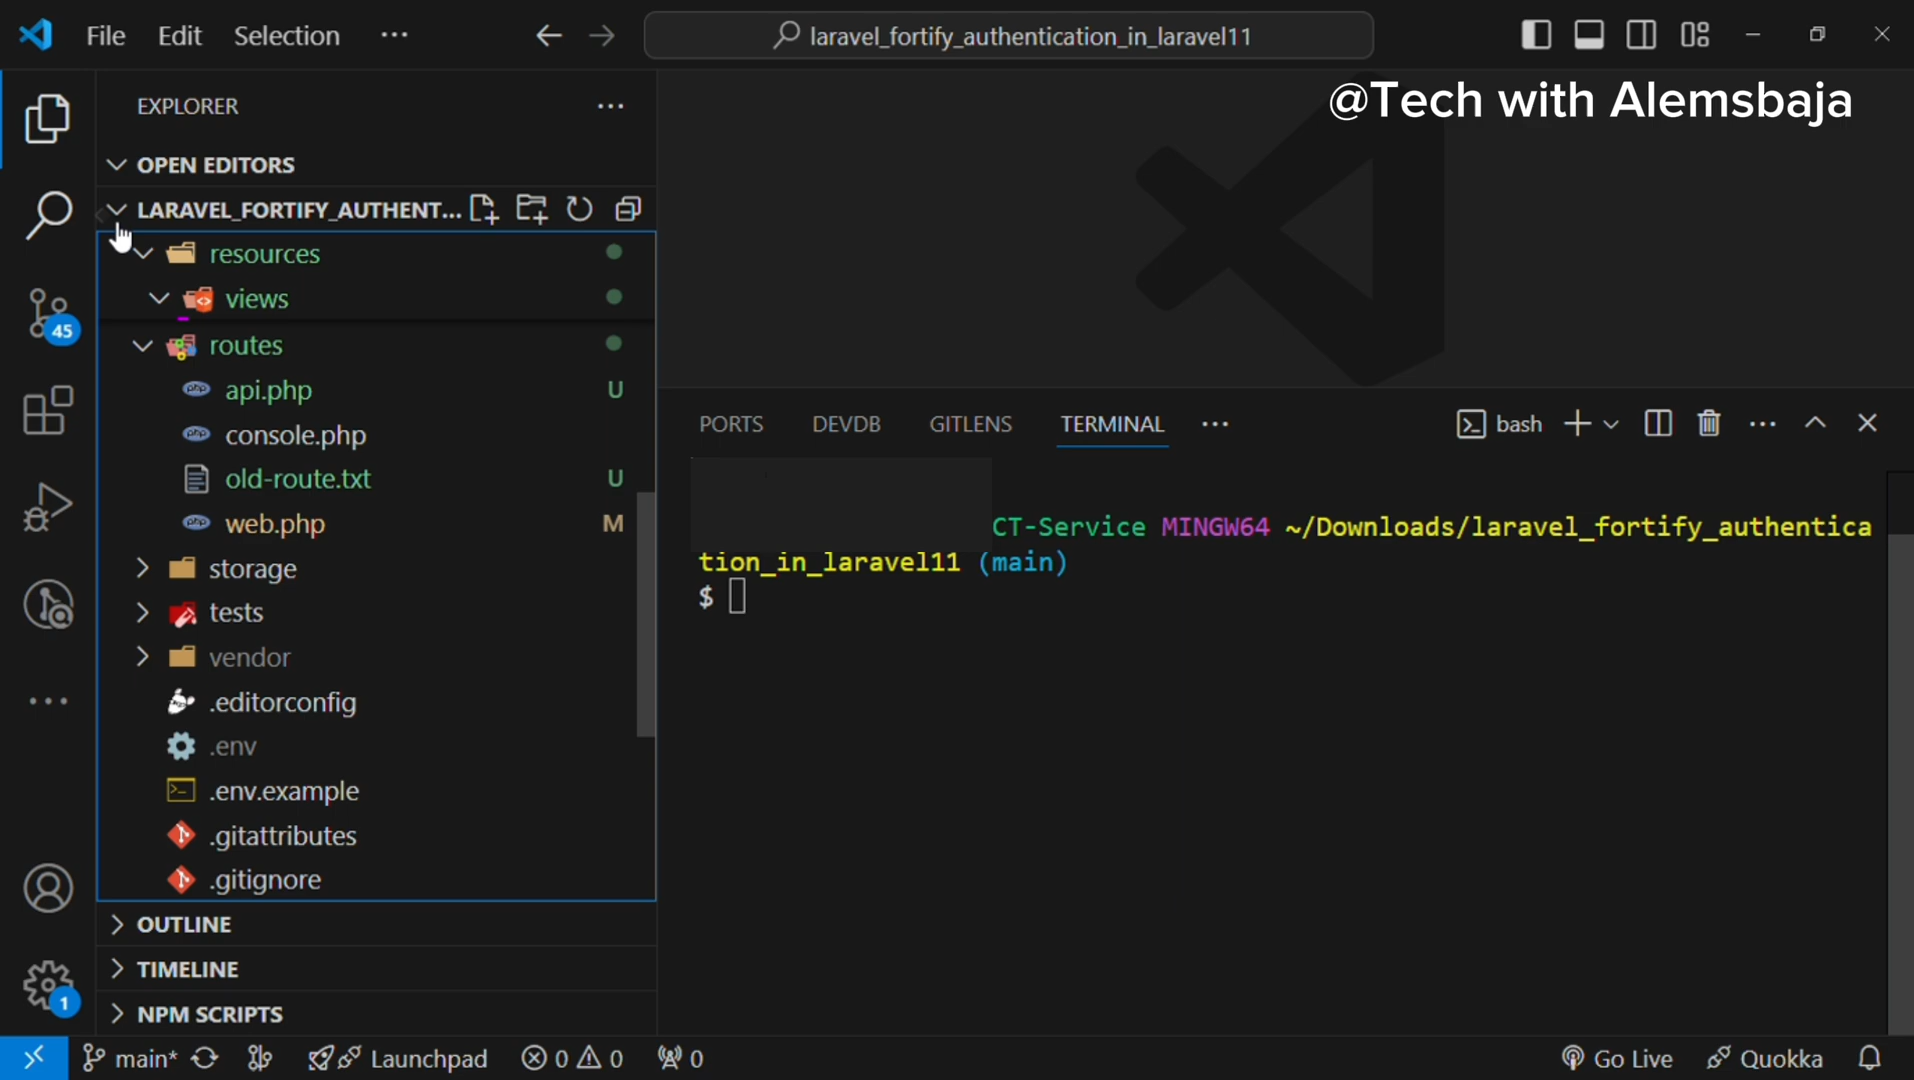 File Edit Selection ···
laravel_fortify_authentication_in_laravel11
@Tech with Alemsbaja
EXPLORER
OPEN EDITORS
LARAVEL_FORTIFY_AUTHENT...
resources
views
routes
api.php U
console.php
old-route.txt U
web.php M
storage
tests
vendor
.editorconfig
.env
.env.example
.gitattributes
.gitignore
OUTLINE
TIMELINE
NPM SCRIPTS
45
1
PORTS DEVDB GITLENS TERMINAL ···
bash
CT-Service MINGW64 ~/Downloads/laravel_fortify_authentica
tion_in_laravel11 (main)
$
main* Launchpad 0 0 0 Go Live Quokka